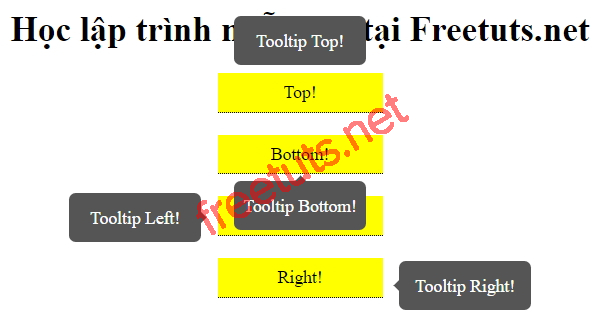 Học lập trình tại Freetuts.net
Tooltip Top!
Top!
Bottom!
Tooltip Left!
Tooltip Bottom!
Right!
Tooltip Right!
freetuts.net